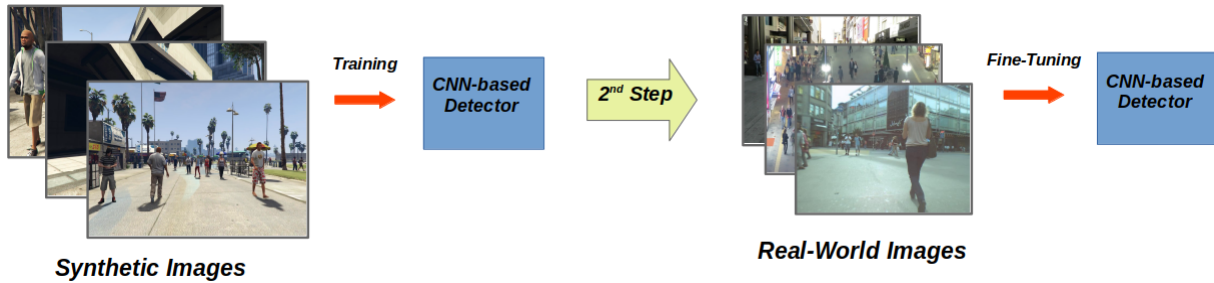 Training
CNN-based
Detector
2nd Step
Fine-Tuning
CNN-based
Detector
Synthetic Images
Real-World Images